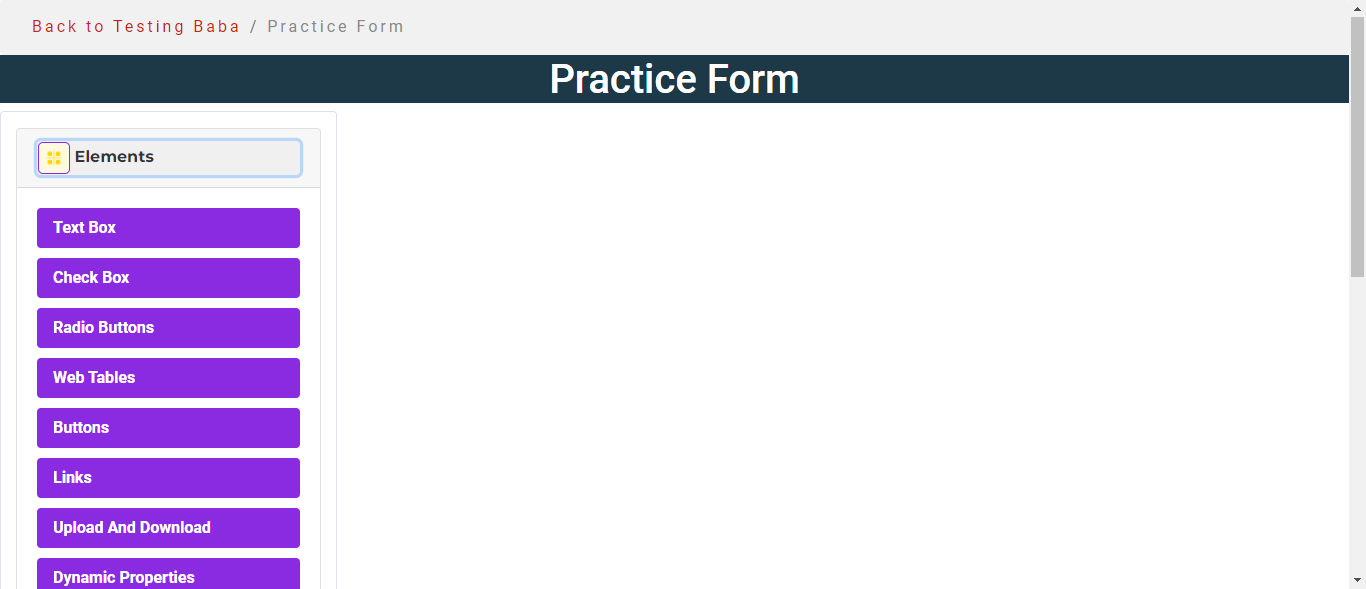 Back to Testing Baba / Practice Form
Practice Form
Elements
Text Box
Check Box
Radio Buttons
Web Tables
Buttons
Links
Upload And Download
Dynamic Properties